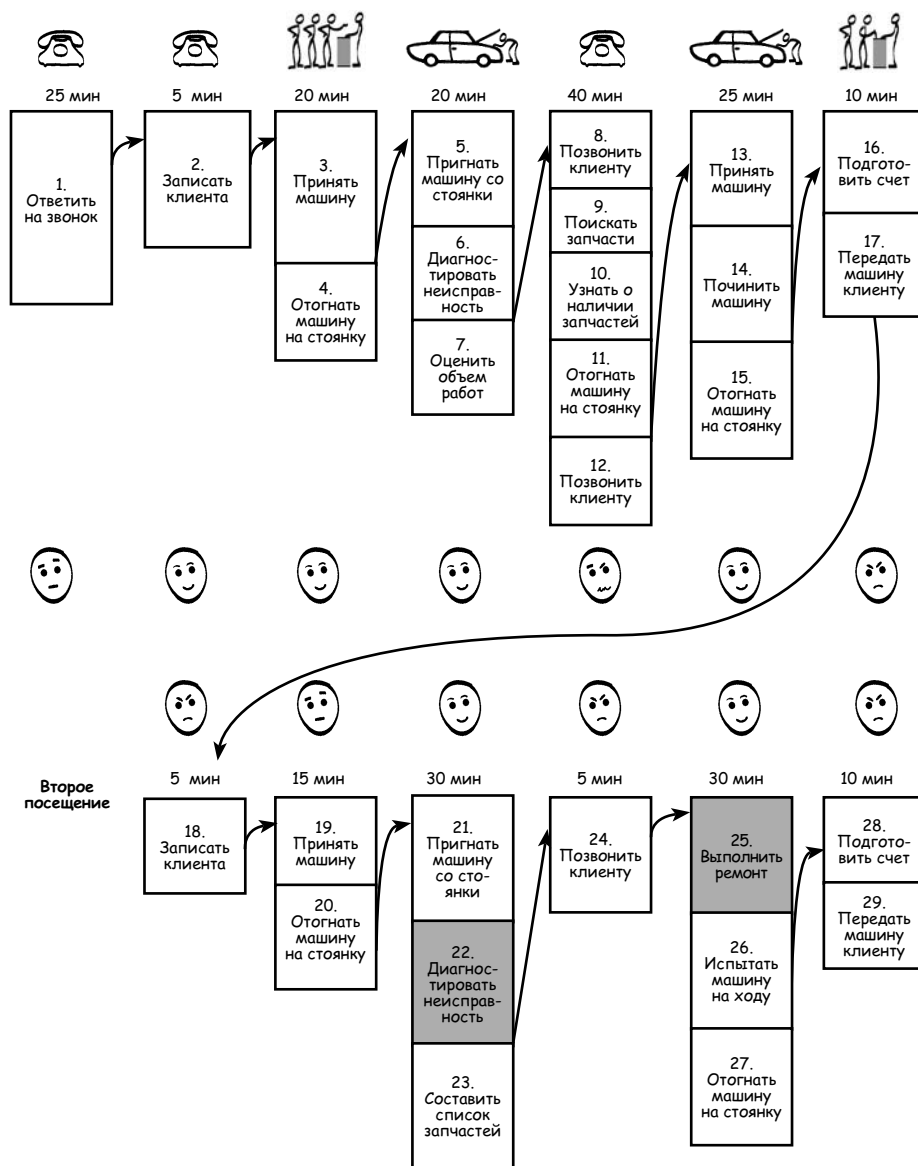 25 мин
5 мин
20 мин
20 мин
40 мин
25 мин
10 мин
1.
Ответить
на звонок
2.
Записать
клиента
3.
Принять
машину
4.
Отогнать
машину
на стоянку
5.
Пригнать
машину со
стоянки
6.
Диагнос-
тировать
неисправ-
ность
7.
Оценить
объем
работ
8.
Позвонить
клиенту
9.
Поискать
запчасти
10.
Узнать о
наличии
запчастей
11.
Отогнать
машину
на стоянку
12.
Позвонить
клиенту
13.
Принять
машину
14.
Починить
машину
15.
Отогнать
машину
на стоянку
16.
Подгото-
вить счет
17.
Передать
машину
клиенту
Второе
посещение
5 мин
15 мин
30 мин
5 мин
30 мин
10 мин
18.
Записать
клиента
19.
Принять
машину
20.
Отогнать
машину
на стоянку
21.
Пригнать
машину
со сто-
янки
22.
Диагнос-
тировать
неисправ-
ность
23.
Составить
список
запчастей
24.
Позвонить
клиенту
25.
Выполнить
ремонт
26.
Испытать
машину
на ходу
27.
Отогнать
машину
на стоянку
28.
Подгото-
вить счет
29.
Передать
машину
клиенту